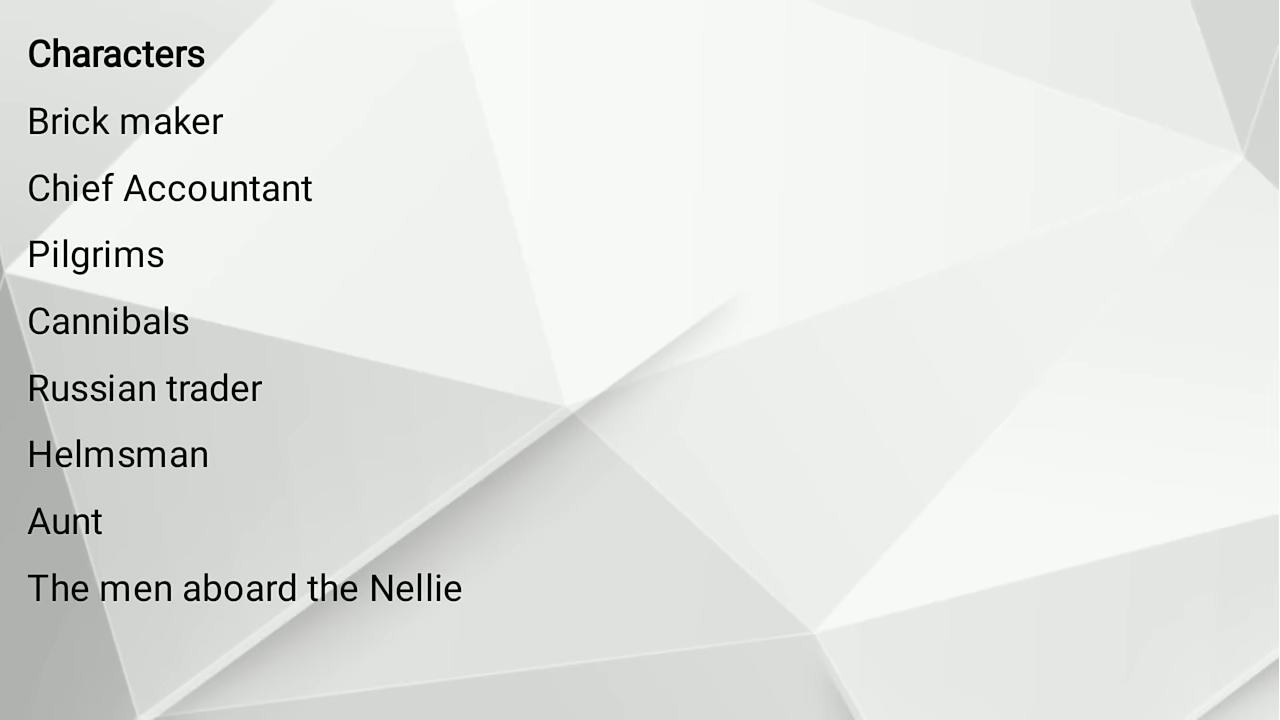 Characters
Brick maker
Chief Accountant
Pilgrims
Cannibals
Russian trader
Helmsman
Aunt
The men aboard the Nellie